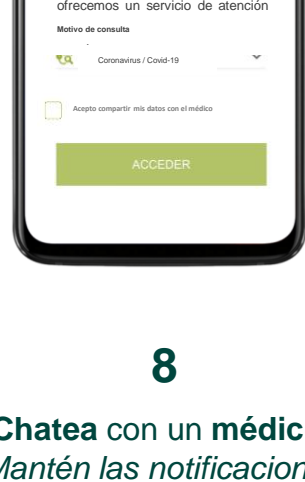 ofrecemos un servicio de atención
Motivo de consulta
Coronavirus / Covid-19
Acepto compartir mis datos con el médico
ACCEDER
8
Chatea con un médic
Mantén las notificacion